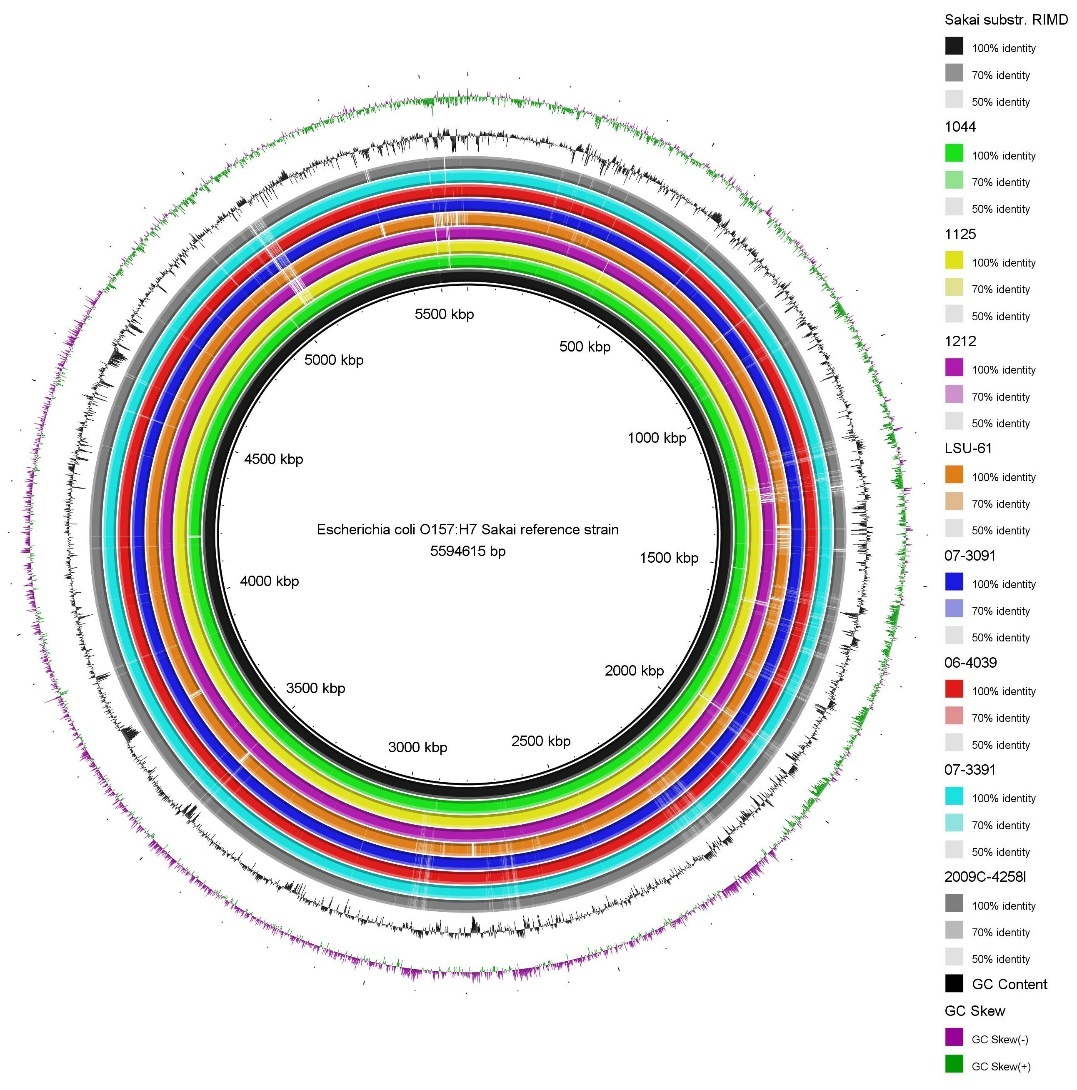 5500 kbp
500 kbp
5000 kbp
1000 kbp
4500 kbp
Escherichia coli O157:H7 Sakai reference strain
5594615 bp
1500 kbp
4000 kbp
2000 kbp
3500 kbp
2500 kbp
3000 kbp
Sakai substr. RIMD
100% identity
70% identity
50% identity
1044
100% identity
70% identity
50% identity
1125
100% identity
70% identity
50% identity
1212
100% identity
70% identity
50% identity
LSU-61
100% identity
70% identity
50% identity
07-3091
100% identity
70% identity
50% identity
06-4039
100% identity
70% identity
50% identity
07-3391
100% identity
70% identity
50% identity
2009C-4258l
100% identity
70% identity
50% identity
GC Content
GC Skew
GC Skew(-)
GC Skew(+)